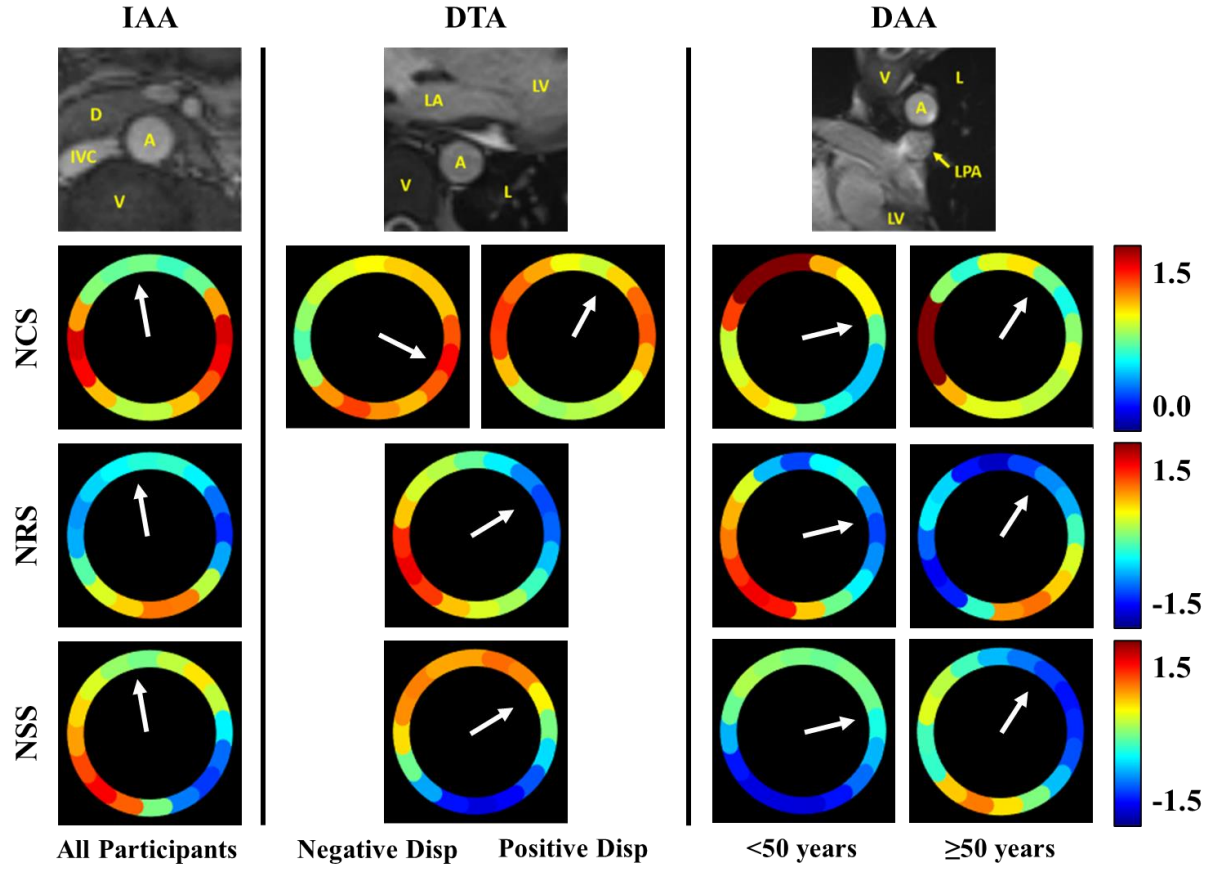 IAA DTA DAA
D A IVC V
LA LV A V L
V L A LPA LV
NCS
1.5
0.0
NRS
1.5
-1.5
NSS
1.5
-1.5
All Participants Negative Disp Positive Disp <50 years ≥50 years